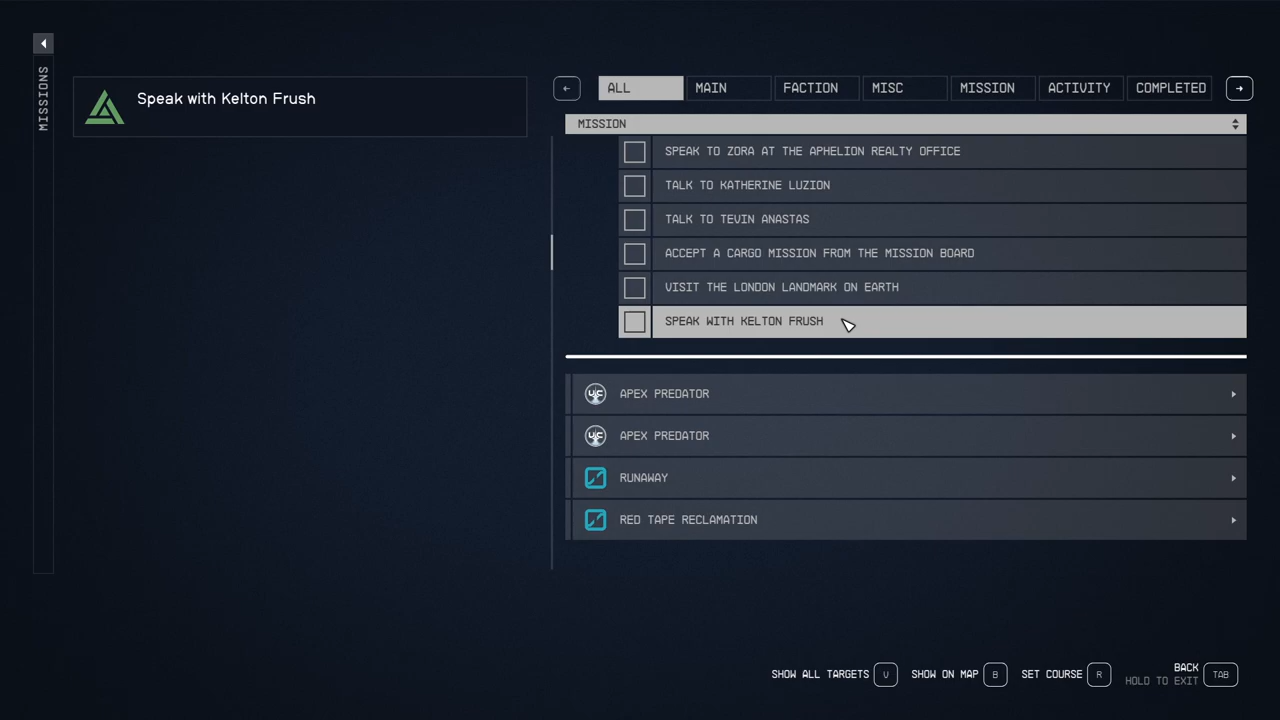 MISSIONS
Speak with Kelton Frush
ALL
MAIN
FACTION
MISC
MISSION
ACTIVITY
COMPLETED
MISSION
SPEAK TO ZORA AT THE APHELION REALTY OFFICE
TALK TO KATHERINE LUZION
TALK TO TEVIN ANASTAS
ACCEPT A CARGO MISSION FROM THE MISSION BOARD
VISIT THE LONDON LANDMARK ON EARTH
SPEAK WITH KELTON FRUSH
UC APEX PREDATOR
UC APEX PREDATOR
RUNAWAY
RED TAPE RECLAMATION
SHOW ALL TARGETS V
SHOW ON MAP B
SET COURSE R
BACK
HOLD TO EXIT TAB